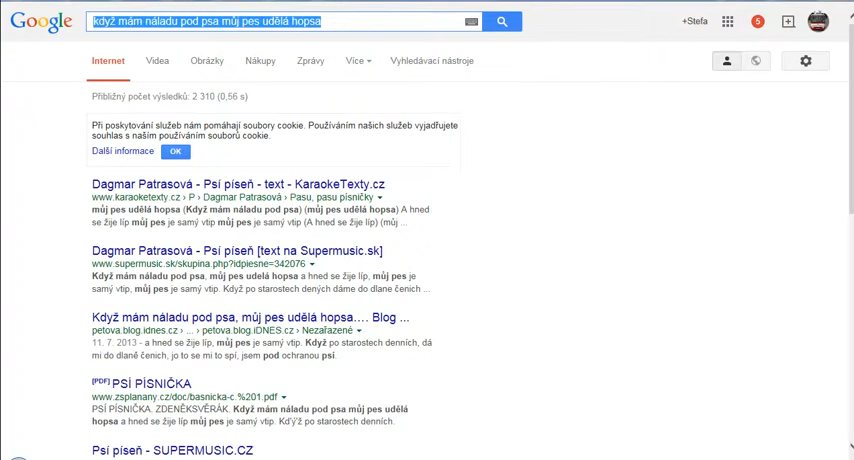 Google když mám náladu pod psa můj pes udělá hopsa +Stefa 5
Internet Videa Obrázky Nákupy Zprávy Více Vyhledávací nástroje
Přibližný počet výsledků: 2 310 (0,56 s)
Při poskytování služeb nám pomáhají soubory cookie. Používáním našich služeb vyjadřujete
souhlas s naším používáním souborů cookie.
Další informace OK
Dagmar Patrasová - Psí píseň - text - KaraokeTexty.cz
www.karaoketexty.cz › P › Dagmar Patrasová › Pasu, pasu písničky
můj pes udělá hopsa (Když mám náladu pod psa) (můj pes udělá hopsa) A hned
se žije líp můj pes je samý vtip můj pes je samý vtip (A hned se žije líp) (můj ...
Dagmar Patrasová - Psí píseň [text na Supermusic.sk]
www.supermusic.sk/skupina.php?idpiesne=342076
Když mám náladu pod psa, můj pes udelá hopsa a hned se žije líp, můj pes je
samý vtip, můj pes je samý vtip. Když po starostech dených dáme do dlane čenich ...
Když mám náladu pod psa, můj pes udělá hopsa.... Blog ...
petova.blog.idnes.cz › ... › petova.blog.iDNES.cz › Nezařazené
11. 7. 2013 - a hned se žije líp, můj pes je samý vtip. Když po starostech denních, dá
mi do dlaně čenich, jo to se mi to spí, jsem pod ochranou psí.
[PDF] PSÍ PÍSNIČKA
www.zsplanany.cz/doc/basnicka-c.%201.pdf
PSÍ PÍSNIČKA. ZDENĚKSVĚRÁK. Když mám náladu pod psa můj pes udělá
hopsa a hned se žije líp můj pes je samý vtip. Kd'ýž po starostech denních.
Psí píseň - SUPERMUSIC.CZ